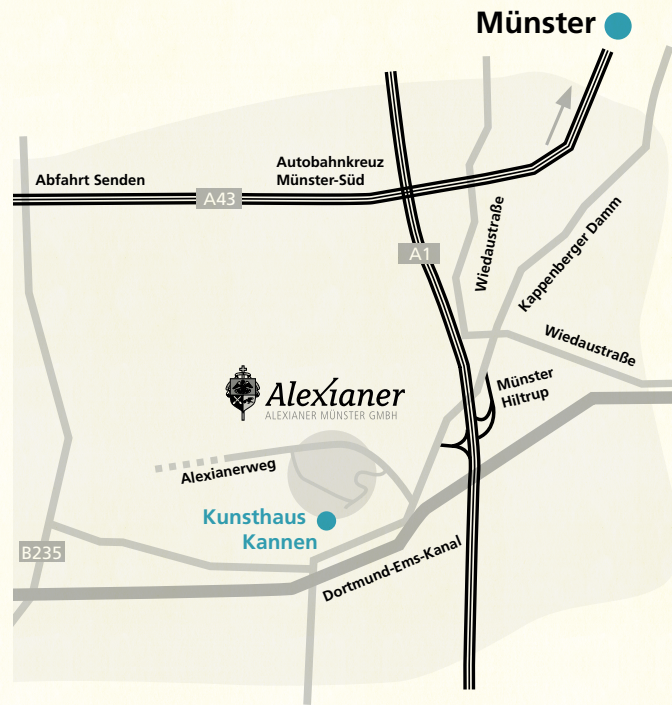 Münster
Autobahnkreuz
Münster-Süd
Abfahrt Senden
A43
Wiedaustraße
Kappenberger Damm
A1
Wiedaustraße
Münster
Hiltrup
Alexianer
ALEXIANER MÜNSTER GMBH
Alexianerweg
Kunsthaus
Kannen
B235
Dortmund-Ems-Kanal